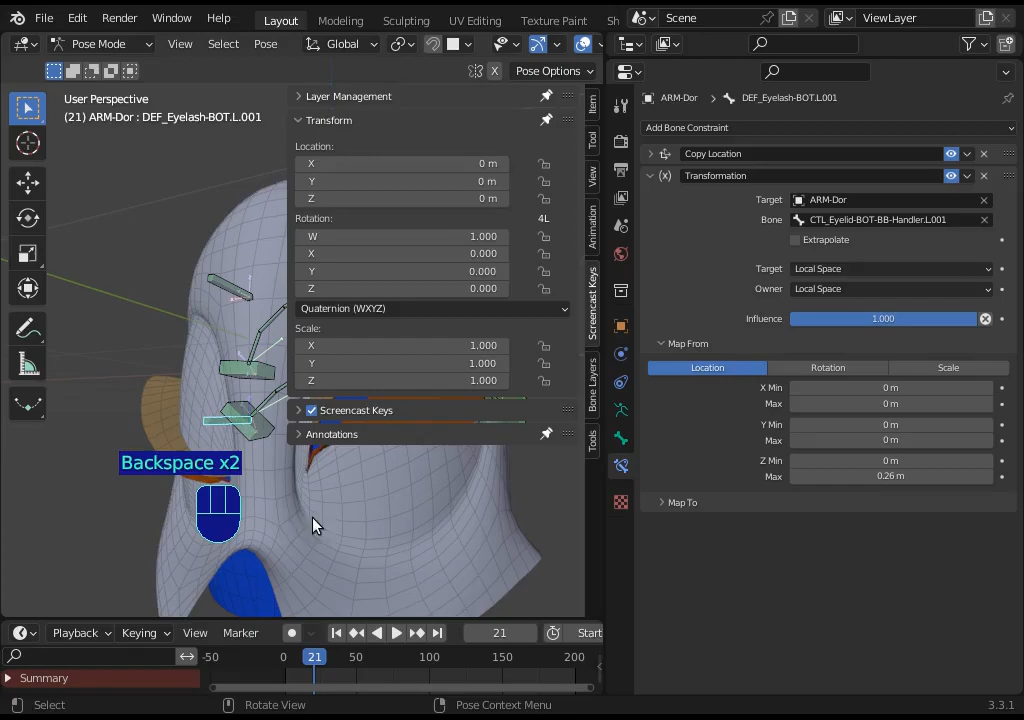 File Edit Render Window Help Layout Modeling Sculpting UV Editing Texture Paint Sh Scene ViewLayer
Pose Mode View Select Pose Global
X Pose Options
User Perspective
(21) ARM-Dor : DEF_Eyelash-BOT.L.001
Layer Management
Transform
Location:
X 0 m
Y 0 m
Z 0 m
Rotation: 4L
W 1.000
X 0.000
Y 0.000
Z 0.000
Quaternion (WXYZ)
Scale:
X 1.000
Y 1.000
Z 1.000
Screencast Keys
Annotations
Item
Tool
View
Animation
Screencast Keys
Bone Layers
Tools
Backspace x2
ARM-Dor DEF_Eyelash-BOT.L.001
Add Bone Constraint
Copy Location
(x) Transformation
Target ARM-Dor
Bone CTL_Eyelid-BOT-BB-Handler.L.001
Extrapolate
Target Local Space
Owner Local Space
Influence 1.000
Map From
Location Rotation Scale
X Min 0 m
Max 0 m
Y Min 0 m
Max 0 m
Z Min 0 m
Max 0.26 m
Map To
Playback Keying View Marker 21 Start
-50 0 21 50 100 150 200
Summary
Select Rotate View Pose Context Menu 3.3.1